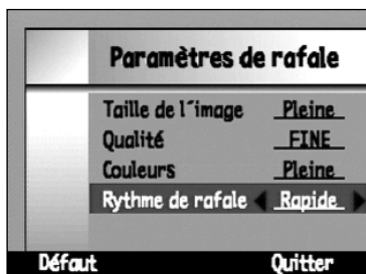 Paramètres de rafale
Taille de l´image Pleine
Qualité FINE
Couleurs Pleine
Rythme de rafale Rapide
Défaut Quitter